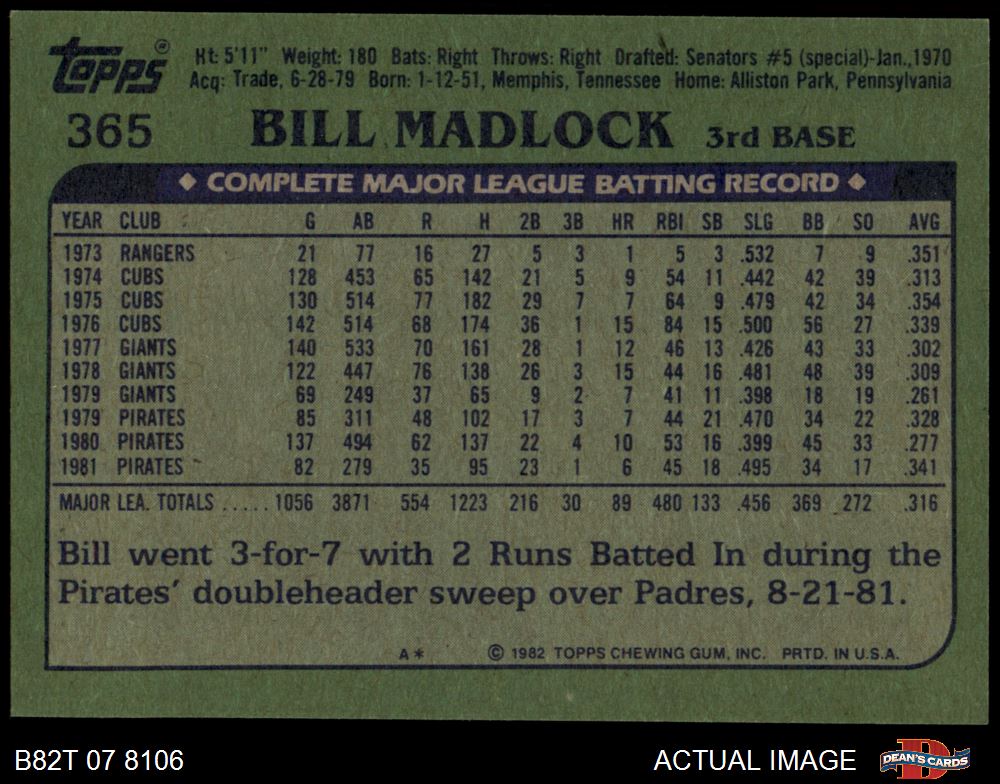 topps®
Ht: 5'11" Weight: 180 Bats: Right Throws: Right Drafted: Senators #5 (special)-Jan.,1970
Acq: Trade, 6-28-79 Born: 1-12-51, Memphis, Tennessee Home: Alliston Park, Pennsylvania
365 BILL MADLOCK 3rd BASE
◆ COMPLETE MAJOR LEAGUE BATTING RECORD ◆
YEAR CLUB G AB R H 2B 3B HR RBI SB SLG BB SO AVG
1973 RANGERS 21 77 16 27 5 3 1 5 3 .532 7 9 .351
1974 CUBS 128 453 65 142 21 5 9 54 11 .442 42 39 .313
1975 CUBS 130 514 77 182 29 7 7 64 9 .479 42 34 .354
1976 CUBS 142 514 68 174 36 1 15 84 15 .500 56 27 .339
1977 GIANTS 140 533 70 161 28 1 12 46 13 .426 43 33 .302
1978 GIANTS 122 447 76 138 26 3 15 44 16 .481 48 39 .309
1979 GIANTS 69 249 37 65 9 2 7 41 11 .398 18 19 .261
1979 PIRATES 85 311 48 102 17 3 7 44 21 .470 34 22 .328
1980 PIRATES 137 494 62 137 22 4 10 53 16 .399 45 33 .277
1981 PIRATES 82 279 35 95 23 1 6 45 18 .495 34 17 .341
MAJOR LEA. TOTALS ..... 1056 3871 554 1223 216 30 89 480 133 .456 369 272 .316
Bill went 3-for-7 with 2 Runs Batted In during the
Pirates' doubleheader sweep over Padres, 8-21-81.
A* © 1982 TOPPS CHEWING GUM, INC. PRTD. IN U.S.A.
B82T 07 8106 ACTUAL IMAGE D DEAN'S CARDS